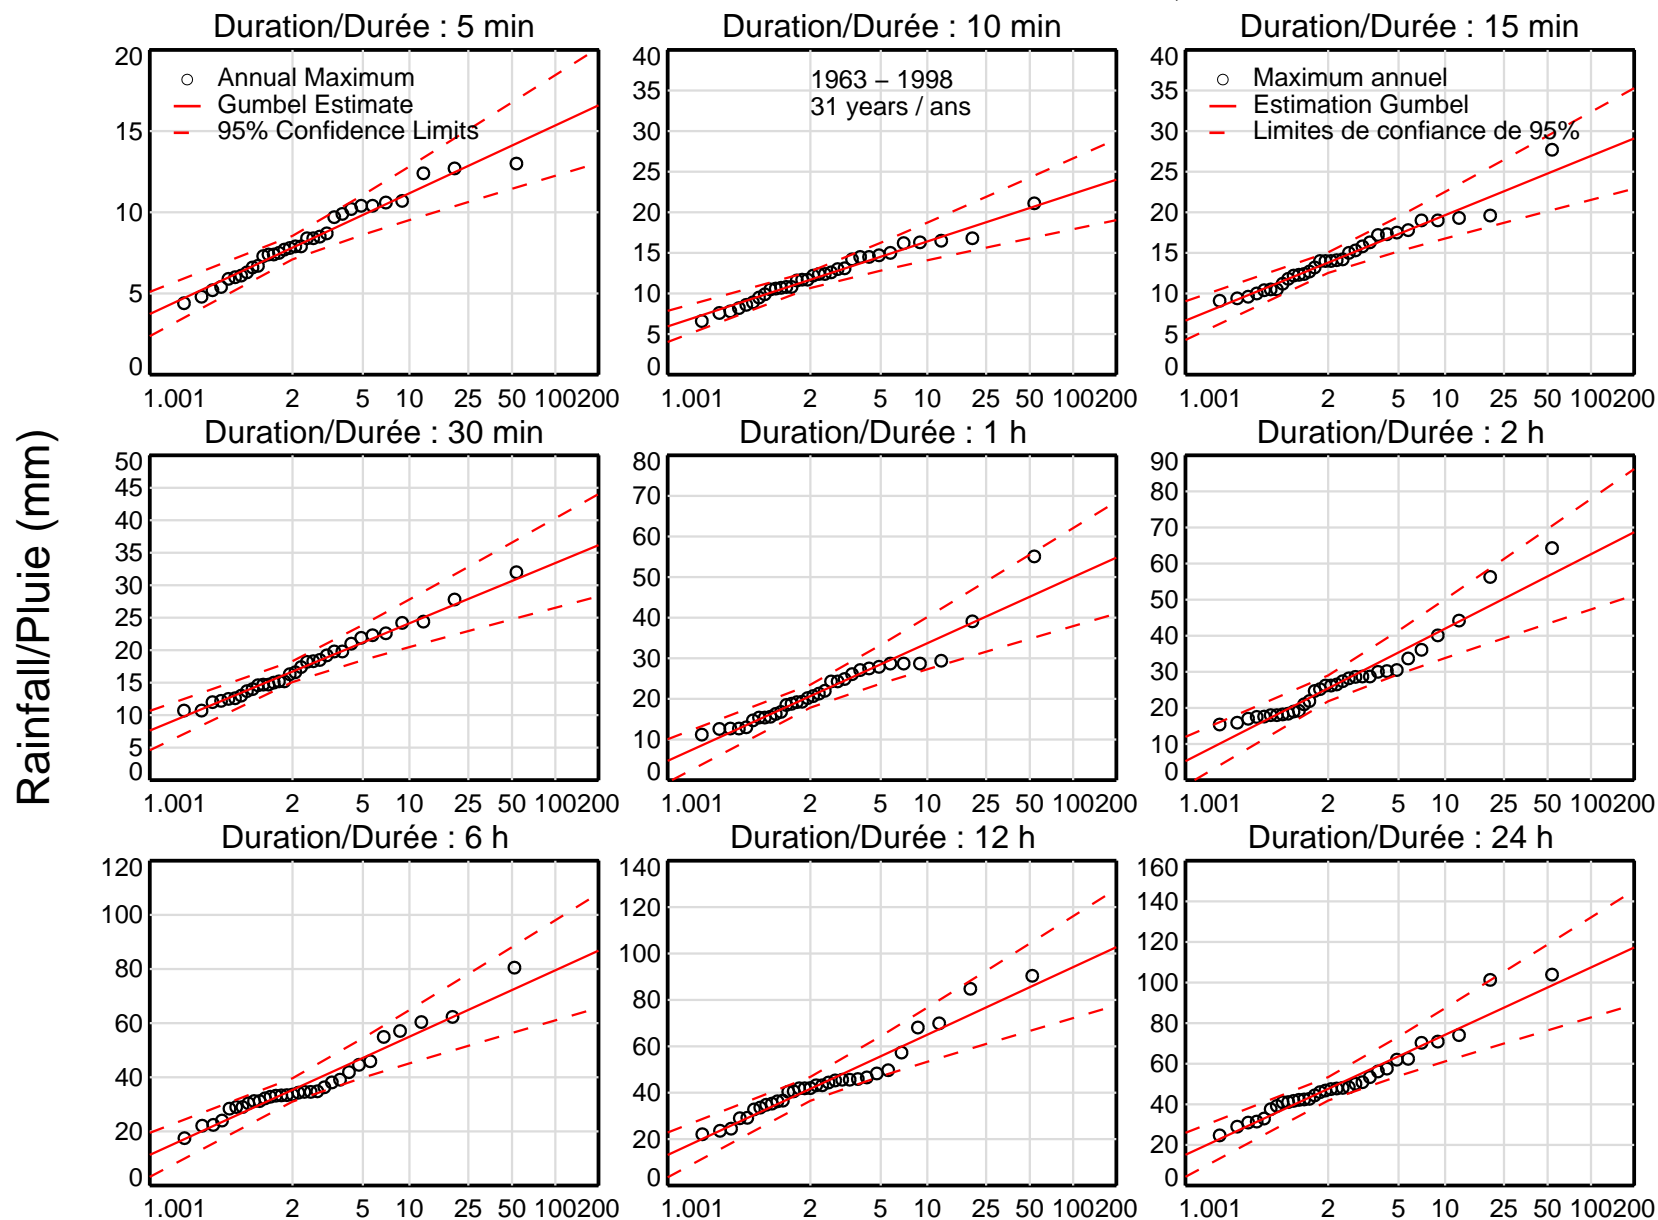 Duration/Durée : 5 min
20
15
10
5
0
○ Annual Maximum
Gumbel Estimate
95% Confidence Limits
1.001 2 5 10 25 50 100200
Duration/Durée : 10 min
40
35
30
25
20
15
10
5
0
1963 – 1998
31 years / ans
1.001 2 5 10 25 50 100200
Duration/Durée : 15 min
40
35
30
25
20
15
10
5
0
○ Maximum annuel
Estimation Gumbel
Limites de confiance de 95%
1.001 2 5 10 25 50 100200
Rainfall/Pluie (mm)
Duration/Durée : 30 min
50
45
40
35
30
25
20
15
10
5
0
1.001 2 5 10 25 50 100200
Duration/Durée : 1 h
80
70
60
50
40
30
20
10
0
1.001 2 5 10 25 50 100200
Duration/Durée : 2 h
90
80
70
60
50
40
30
20
10
0
1.001 2 5 10 25 50 100200
Duration/Durée : 6 h
120
100
80
60
40
20
0
1.001 2 5 10 25 50 100200
Duration/Durée : 12 h
140
120
100
80
60
40
20
0
1.001 2 5 10 25 50 100200
Duration/Durée : 24 h
160
140
120
100
80
60
40
20
0
1.001 2 5 10 25 50 100200